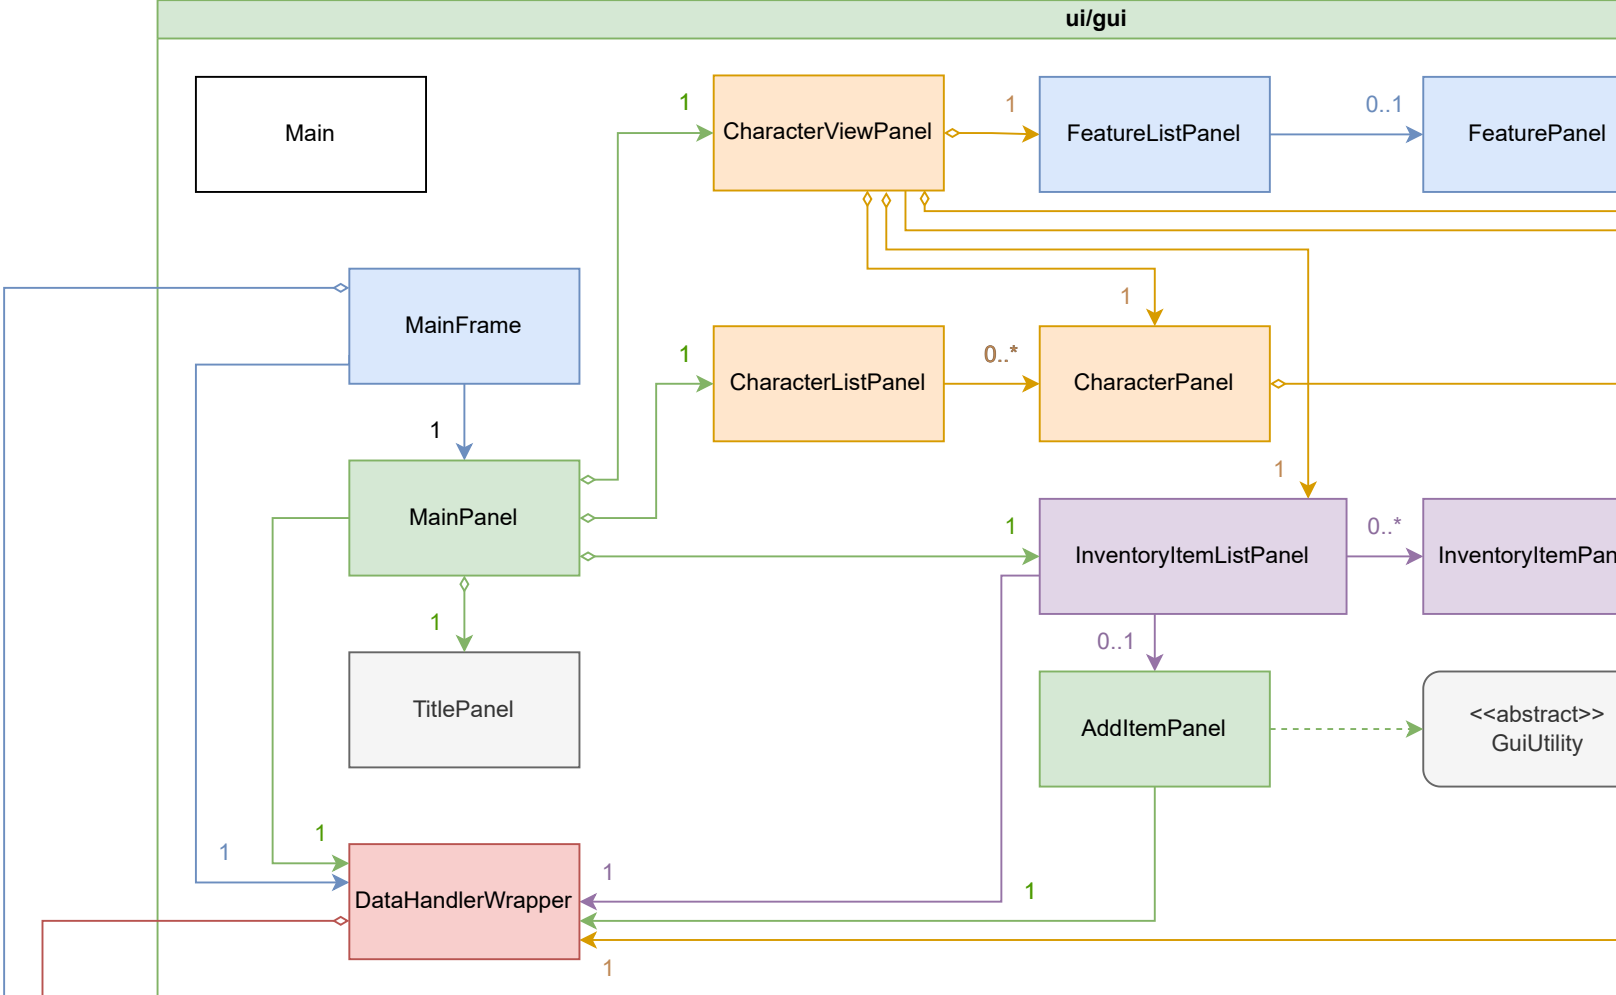 ui/gui
Main
1
CharacterViewPanel
1
FeatureListPanel
0..1
FeaturePanel
MainFrame
1
1
CharacterListPanel
0..*
CharacterPanel
1
1
MainPanel
1
InventoryItemListPanel
0..*
InventoryItemPan
1
TitlePanel
0..1
AddItemPanel
<<abstract>>
GuiUtility
1
1
DataHandlerWrapper
1
1
1